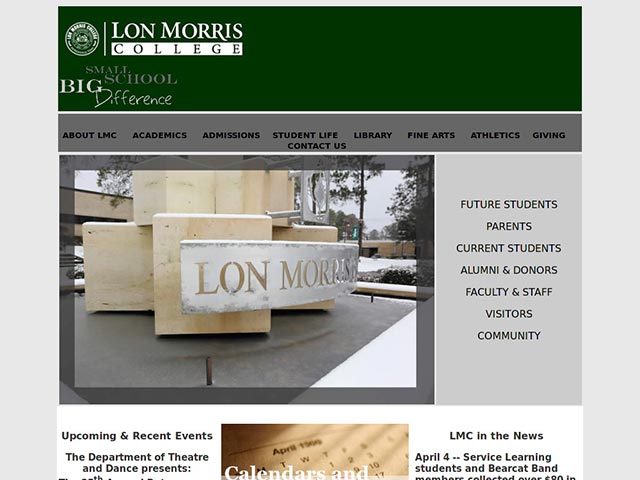 LON MORRIS
COLLEGE
SMALL
BIG SCHOOL
Difference
ABOUT LMC ACADEMICS ADMISSIONS STUDENT LIFE LIBRARY FINE ARTS ATHLETICS GIVING
CONTACT US
LON MORRIS
FUTURE STUDENTS
PARENTS
CURRENT STUDENTS
ALUMNI & DONORS
FACULTY & STAFF
VISITORS
COMMUNITY
Upcoming & Recent Events
The Department of Theatre
and Dance presents:
April 1999
Calendars and
LMC in the News
April 4 -- Service Learning
students and Bearcat Band
members collected over $80 in